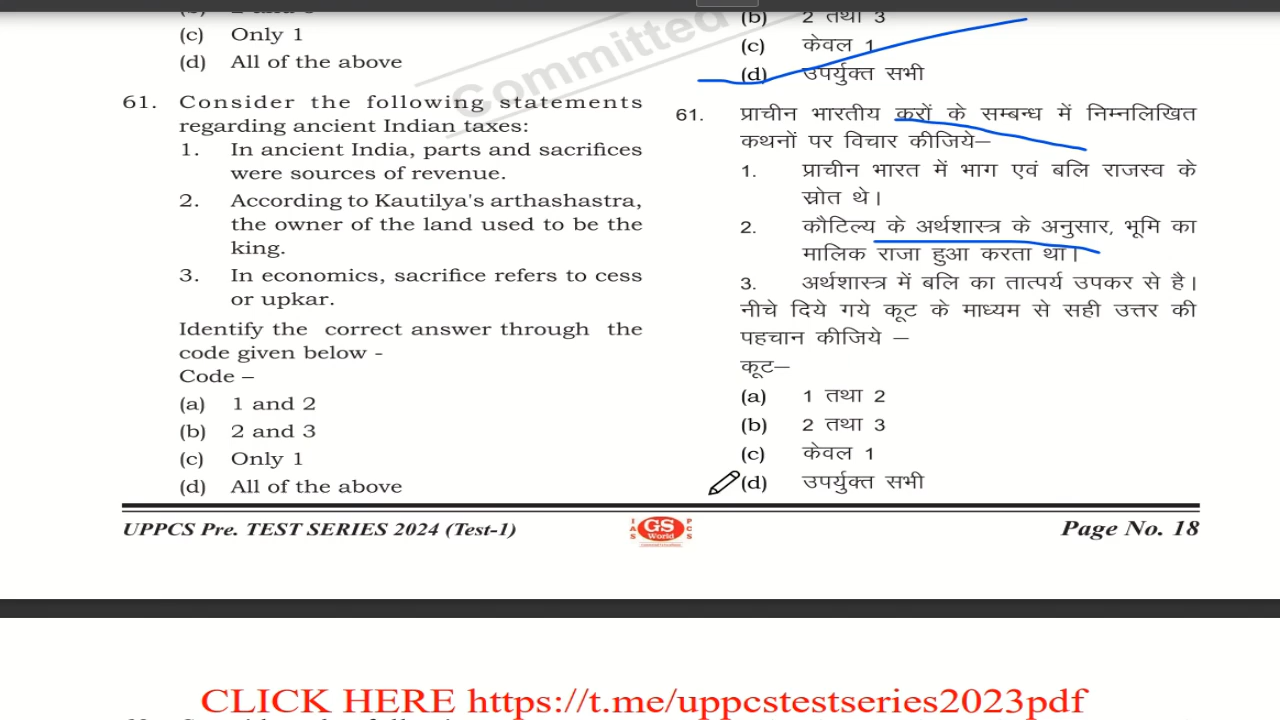 (c) Only 1
(d) All of the above
61. Consider the following statements
regarding ancient Indian taxes:
1. In ancient India, parts and sacrifices
were sources of revenue.
2. According to Kautilya's arthashastra,
the owner of the land used to be the
king.
3. In economics, sacrifice refers to cess
or upkar.
Identify the correct answer through the
code given below -
Code –
(a) 1 and 2
(b) 2 and 3
(c) Only 1
(d) All of the above
Committed
(b) 2 तथा 3
(c) केवल 1
(d) उपर्युक्त सभी
61. प्राचीन भारतीय करों के सम्बन्ध में निम्नलिखित
कथनों पर विचार कीजिये–
1. प्राचीन भारत में भाग एवं बलि राजस्व के
स्रोत थे।
2. कौटिल्य के अर्थशास्त्र के अनुसार, भूमि का
मालिक राजा हुआ करता था।
3. अर्थशास्त्र में बलि का तात्पर्य उपकर से है।
नीचे दिये गये कूट के माध्यम से सही उत्तर की
पहचान कीजिये –
कूट–
(a) 1 तथा 2
(b) 2 तथा 3
(c) केवल 1
(d) उपर्युक्त सभी
UPPCS Pre. TEST SERIES 2024 (Test-1)
IAS GS World PCS
Page No. 18
CLICK HERE https://t.me/uppcstestseries2023pdf